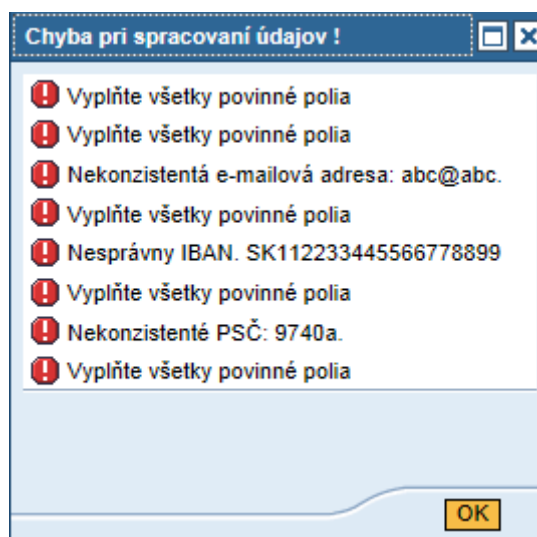 Chyba pri spracovaní údajov !
Vyplňte všetky povinné polia
Vyplňte všetky povinné polia
Nekonzistentá e-mailová adresa: abc@abc.
Vyplňte všetky povinné polia
Nesprávny IBAN. SK112233445566778899
Vyplňte všetky povinné polia
Nekonzistenté PSČ: 9740a.
Vyplňte všetky povinné polia
OK